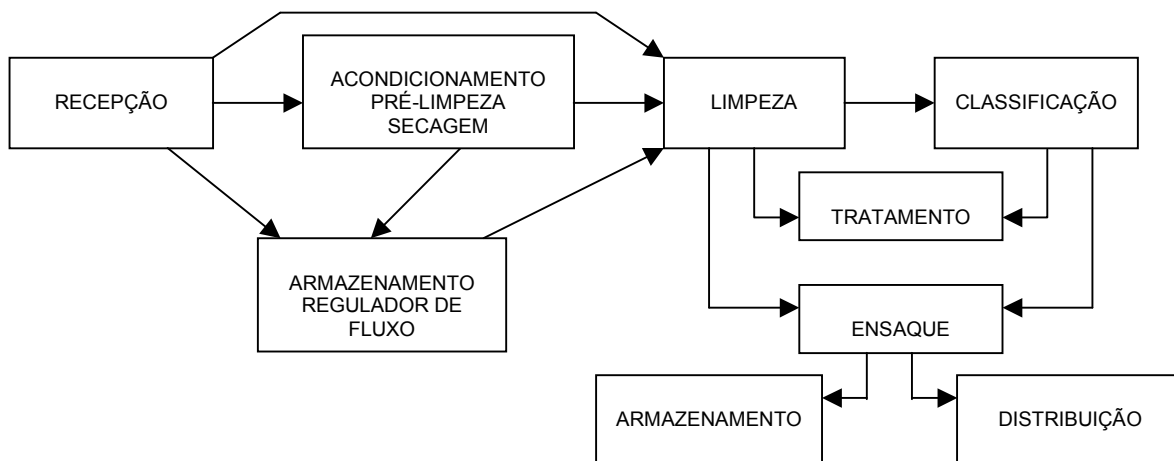 RECEPÇÃO
ACONDICIONAMENTO
PRÉ-LIMPEZA
SECAGEM
LIMPEZA
CLASSIFICAÇÃO
TRATAMENTO
ARMAZENAMENTO
REGULADOR DE
FLUXO
ENSAQUE
ARMAZENAMENTO
DISTRIBUIÇÃO